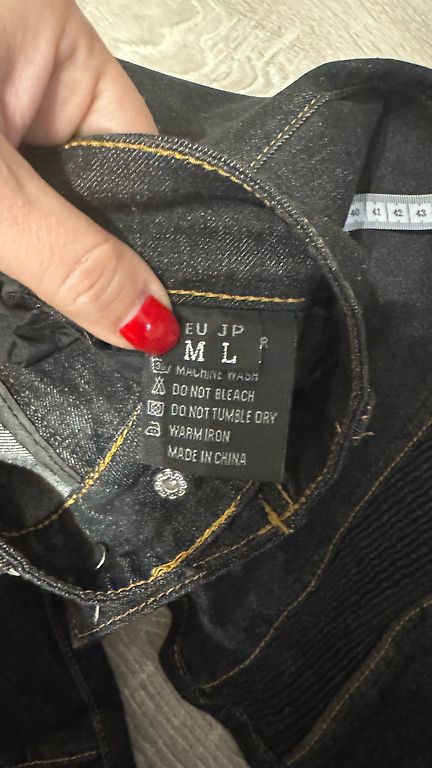 40 41 42 43
EU JP
M L
MACHINE WASH
DO NOT BLEACH
DO NOT TUMBLE DRY
WARM IRON
MADE IN CHINA